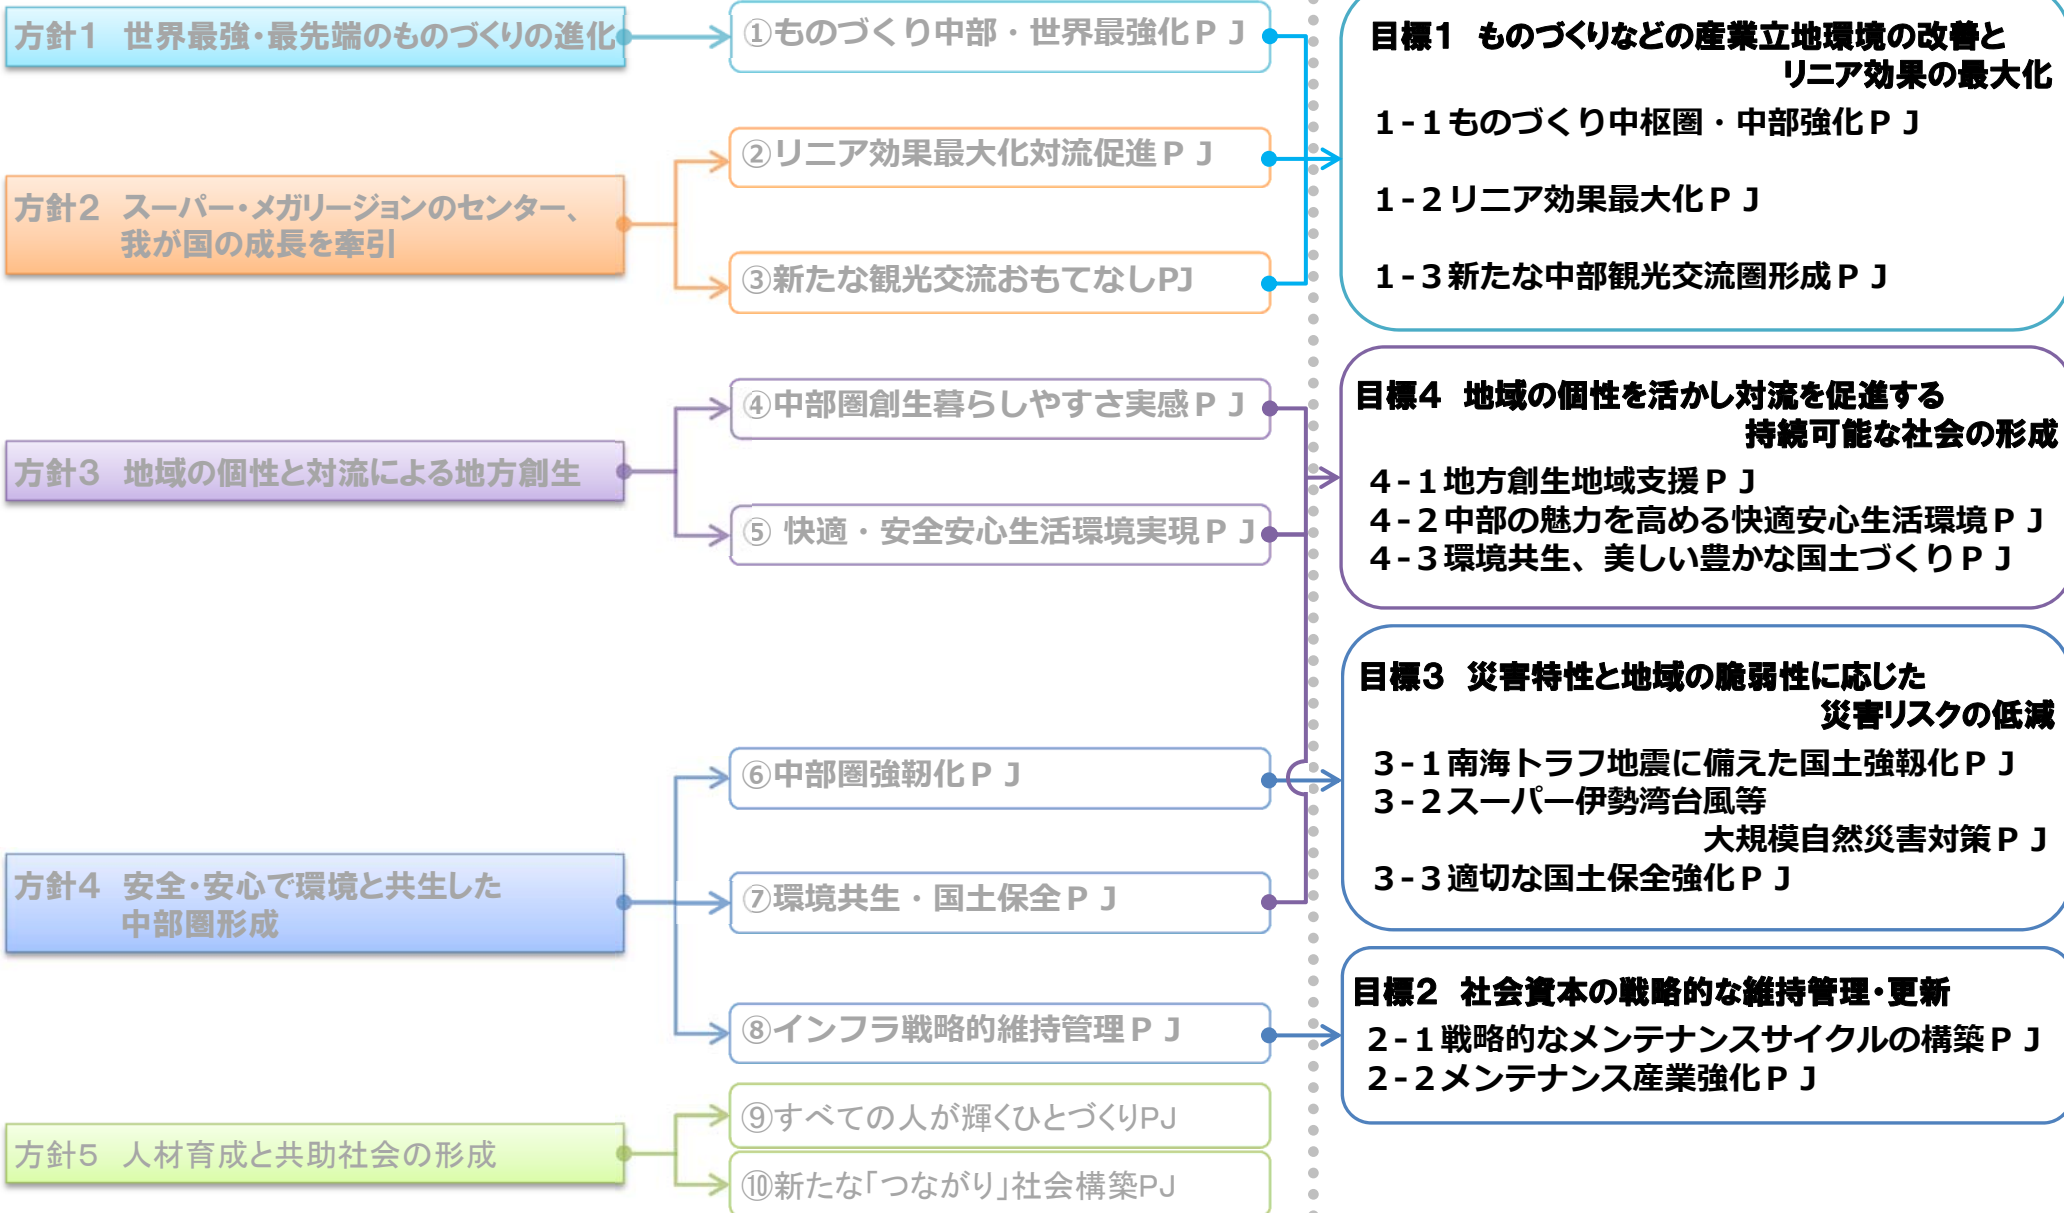 方針1 世界最強・最先端のものづくりの進化
方針2 スーパー・メガリージョンのセンター、
我が国の成長を牽引
方針3 地域の個性と対流による地方創生
方針4 安全・安心で環境と共生した
中部圏形成
方針5 人材育成と共助社会の形成
①ものづくり中部・世界最強化ＰＪ
②リニア効果最大化対流促進ＰＪ
③新たな観光交流おもてなしPJ
④中部圏創生暮らしやすさ実感ＰＪ
⑤ 快適・安全安心生活環境実現ＰＪ
⑥中部圏強靭化ＰＪ
⑦環境共生・国土保全ＰＪ
⑧インフラ戦略的維持管理ＰＪ
⑨すべての人が輝くひとづくりPJ
⑩新たな「つながり」社会構築PJ
目標1 ものづくりなどの産業立地環境の改善と
リニア効果の最大化
１-１ものづくり中枢圏・中部強化ＰＪ
１-２リニア効果最大化ＰＪ
１-３新たな中部観光交流圏形成ＰＪ
目標4 地域の個性を活かし対流を促進する
持続可能な社会の形成
４-１地方創生地域支援ＰＪ
４-２中部の魅力を高める快適安心生活環境ＰＪ
４-３環境共生、美しい豊かな国土づくりＰＪ
目標3 災害特性と地域の脆弱性に応じた
災害リスクの低減
３-１南海トラフ地震に備えた国土強靱化ＰＪ
３-２スーパー伊勢湾台風等
大規模自然災害対策ＰＪ
３-３適切な国土保全強化ＰＪ
目標2 社会資本の戦略的な維持管理・更新
２-１戦略的なメンテナンスサイクルの構築ＰＪ
２-２メンテナンス産業強化ＰＪ